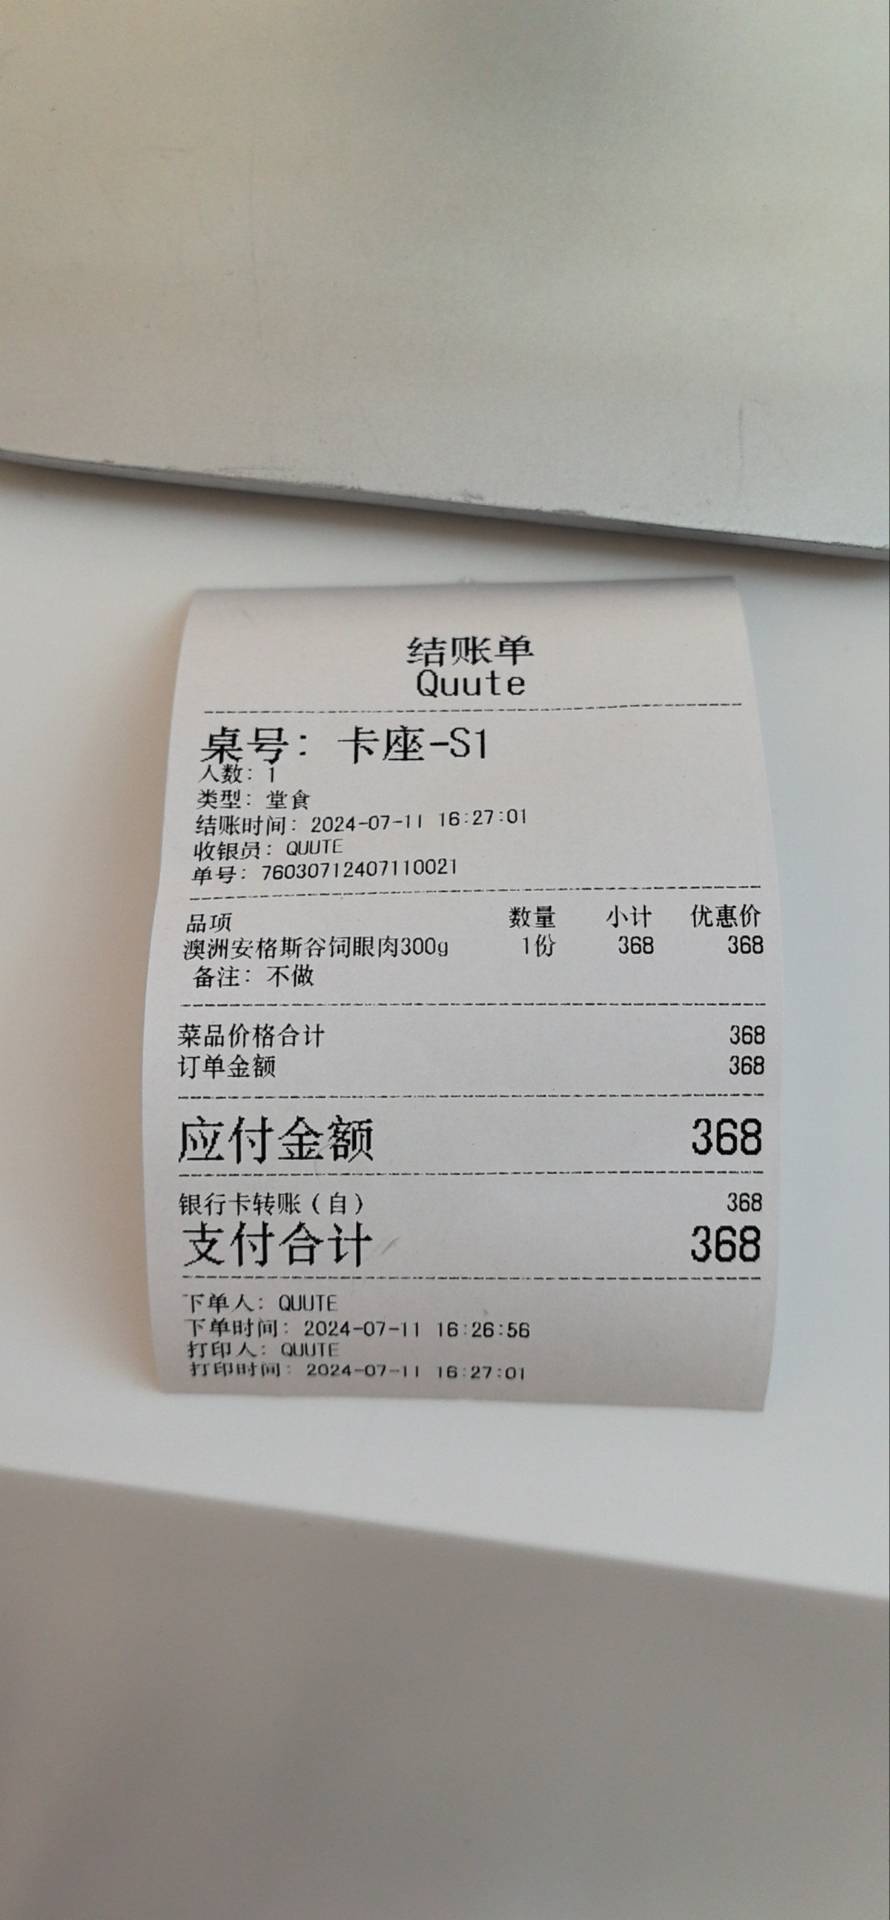 结账单
Quute
桌号: 卡座-S1
人数: 1
类型: 堂食
结账时间: 2024-07-11 16:27:01
收银员: QUUTE
单号: 76030712407110021
品项 数量 小计 优惠价
澳洲安格斯谷饲眼肉300g 1份 368 368
备注: 不做
菜品价格合计 368
订单金额 368
应付金额 368
银行卡转账(自) 368
支付合计 368
下单人: QUUTE
下单时间: 2024-07-11 16:26:56
打印人: QUUTE
打印时间: 2024-07-11 16:27:01